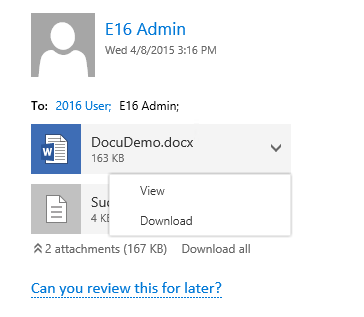 E16 Admin
Wed 4/8/2015 3:16 PM
To: 2016 User; E16 Admin;
DocuDemo.docx
163 KB
View
Download
4
2 attachments (167 KB) Download all
Can you review this for later?